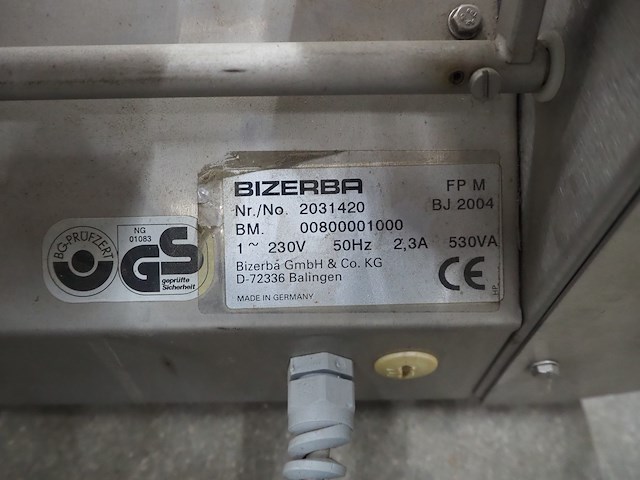 BIZERBA FP M
Nr./No. 2031420 BJ 2004
BM. 00800001000
1~ 230V 50Hz 2,3A 530VA
Bizerba GmbH & Co. KG
D-72336 Balingen
MADE IN GERMANY
CE
HP
BG-PRÜFZERT
NG
01083
GS
geprüfte
Sicherheit